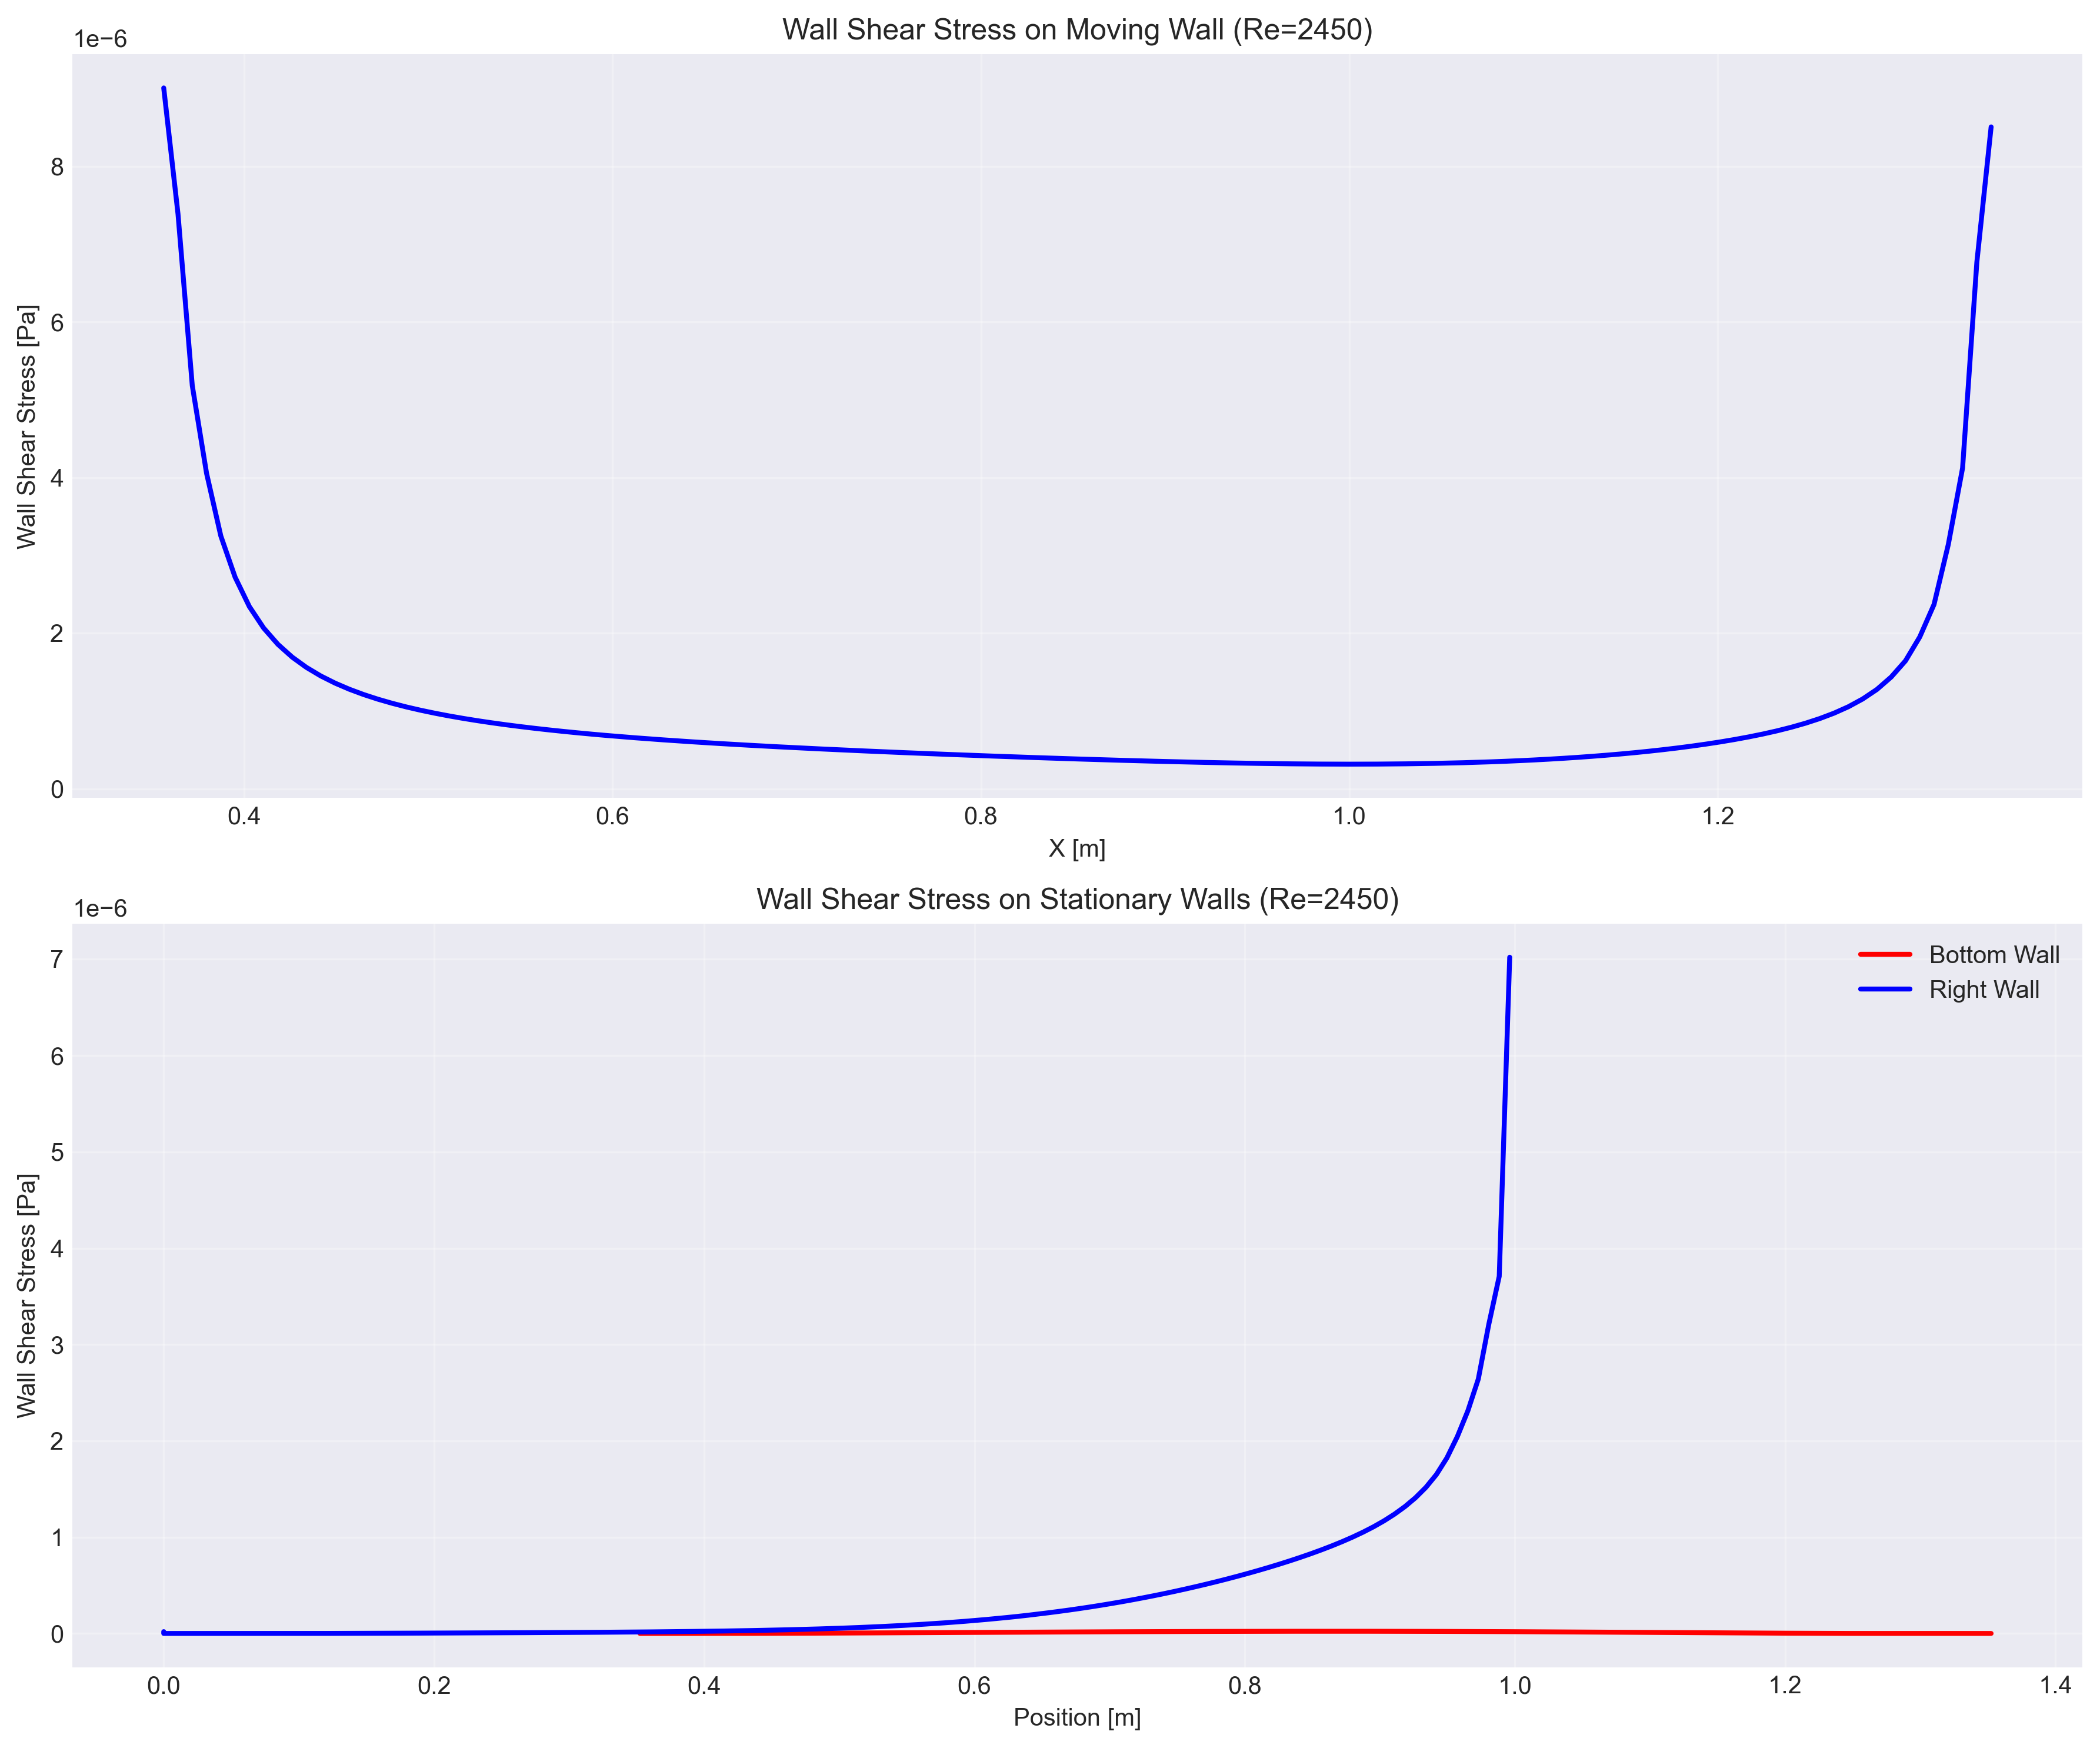 Wall Shear Stress on Moving Wall (Re=2450)
1e−6
Wall Shear Stress [Pa]
8
6
4
2
0
0.4 0.6 0.8 1.0 1.2
X [m]
Wall Shear Stress on Stationary Walls (Re=2450)
1e−6
Wall Shear Stress [Pa]
7
6
5
4
3
2
1
0
Bottom Wall
Right Wall
0.0 0.2 0.4 0.6 0.8 1.0 1.2 1.4
Position [m]